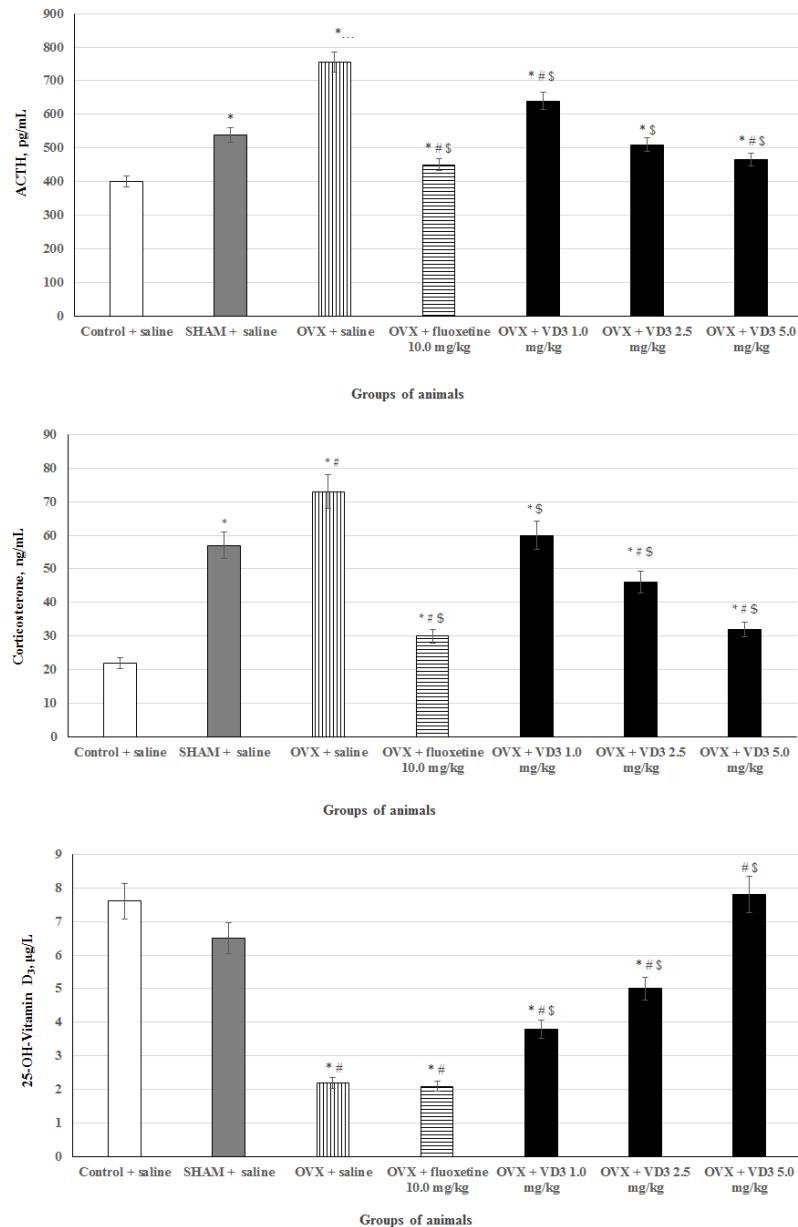 900
800
700
600
500
400
300
200
100
0
ACTH, pg/mL
*
*...
* # $
* # $
* $
* # $
Control + saline
SHAM + saline
OVX + saline
OVX + fluoxetine
10.0 mg/kg
OVX + VD3 1.0
mg/kg
OVX + VD3 2.5
mg/kg
OVX + VD3 5.0
mg/kg
Groups of animals
90
80
70
60
50
40
30
20
10
0
Corticosterone, ng/mL
*
* #
* # $
* $
* # $
* # $
Control + saline
SHAM + saline
OVX + saline
OVX + fluoxetine
10.0 mg/kg
OVX + VD3 1.0
mg/kg
OVX + VD3 2.5
mg/kg
OVX + VD3 5.0
mg/kg
Groups of animals
9
8
7
6
5
4
3
2
1
0
25-OH-Vitamin D₃, µg/L
* #
* #
* # $
* # $
# $
Control + saline
SHAM + saline
OVX + saline
OVX + fluoxetine
10.0 mg/kg
OVX + VD3 1.0
mg/kg
OVX + VD3 2.5
mg/kg
OVX + VD3 5.0
mg/kg
Groups of animals